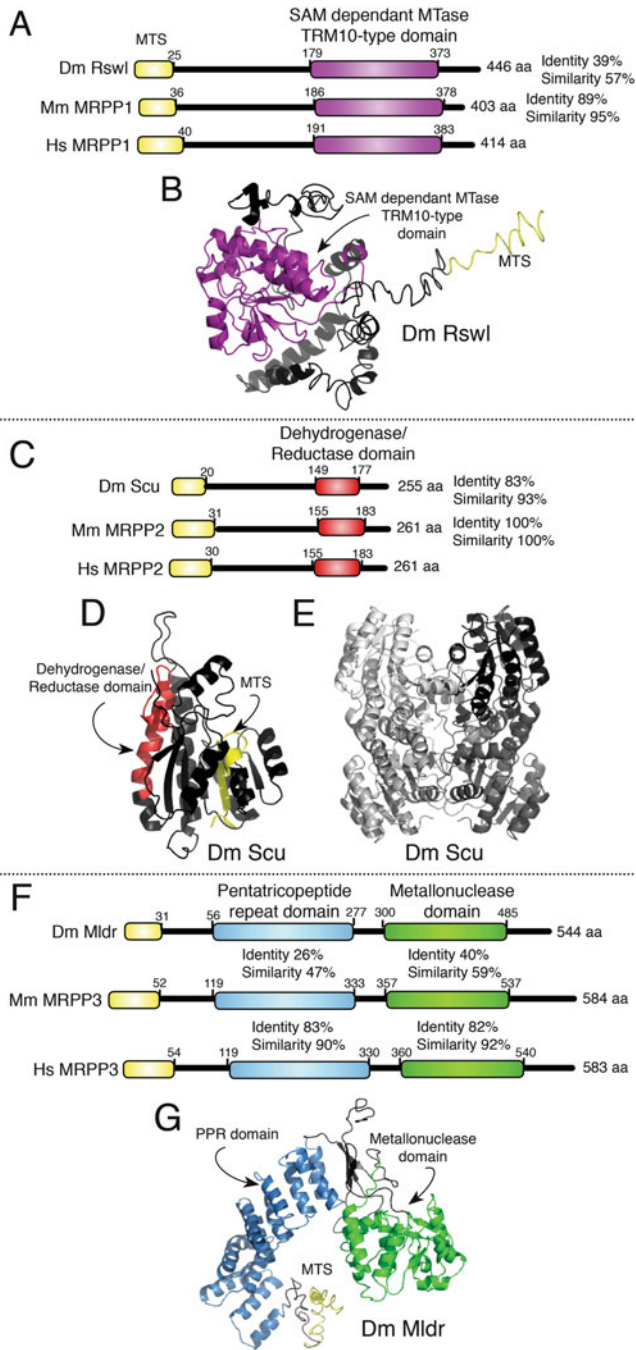 A
SAM dependant MTase
TRM10-type domain
MTS
25
179
373
Dm Rswl
446 aa
Identity 39%
Similarity 57%
36
186
378
Mm MRPP1
403 aa
Identity 89%
Similarity 95%
40
191
383
Hs MRPP1
414 aa
B
SAM dependant MTase
TRM10-type
domain
MTS
Dm Rswl
C
Dehydrogenase/
Reductase domain
20
149
177
Dm Scu
255 aa
Identity 83%
Similarity 93%
31
155
183
Mm MRPP2
261 aa
Identity 100%
Similarity 100%
30
155
183
Hs MRPP2
261 aa
D
Dehydrogenase/
Reductase domain
MTS
Dm Scu
E
Dm Scu
F
Pentatricopeptide
repeat domain
Metallonuclease
domain
31
56
277
300
485
Dm Mldr
544 aa
Identity 26%
Similarity 47%
Identity 40%
Similarity 59%
52
119
333
357
537
Mm MRPP3
584 aa
Identity 83%
Similarity 90%
Identity 82%
Similarity 92%
54
119
330
360
540
Hs MRPP3
583 aa
G
PPR domain
Metallonuclease
domain
MTS
Dm Mldr